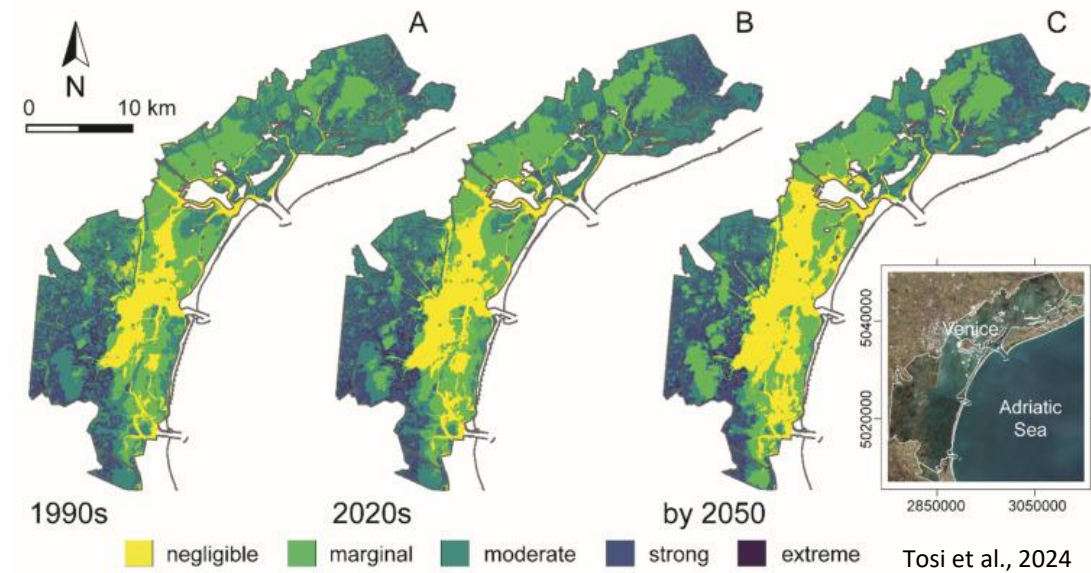 A
B
C
N
0 10 km
Venice
Adriatic
Sea
5040000
5020000
2850000 3050000
1990s
2020s
by 2050
negligible
marginal
moderate
strong
extreme
Tosi et al., 2024